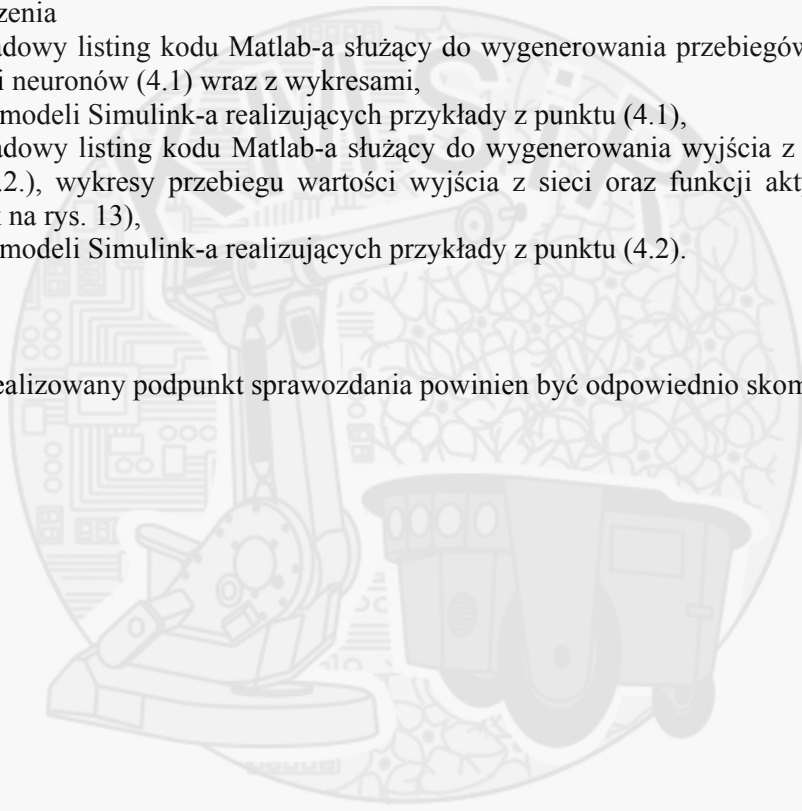 zenia
adowy listing kodu Matlab-a służący do wygenerowania przebiegów
i neuronów (4.1) wraz z wykresami,
modeli Simulink-a realizujących przykłady z punktu (4.1),
adowy listing kodu Matlab-a służący do wygenerowania wyjścia z
.2.), wykresy przebiegu wartości wyjścia z sieci oraz funkcji akt
na rys. 13),
modeli Simulink-a realizujących przykłady z punktu (4.2).
ealizowany podpunkt sprawozdania powinien być odpowiednio skom
KMSiR